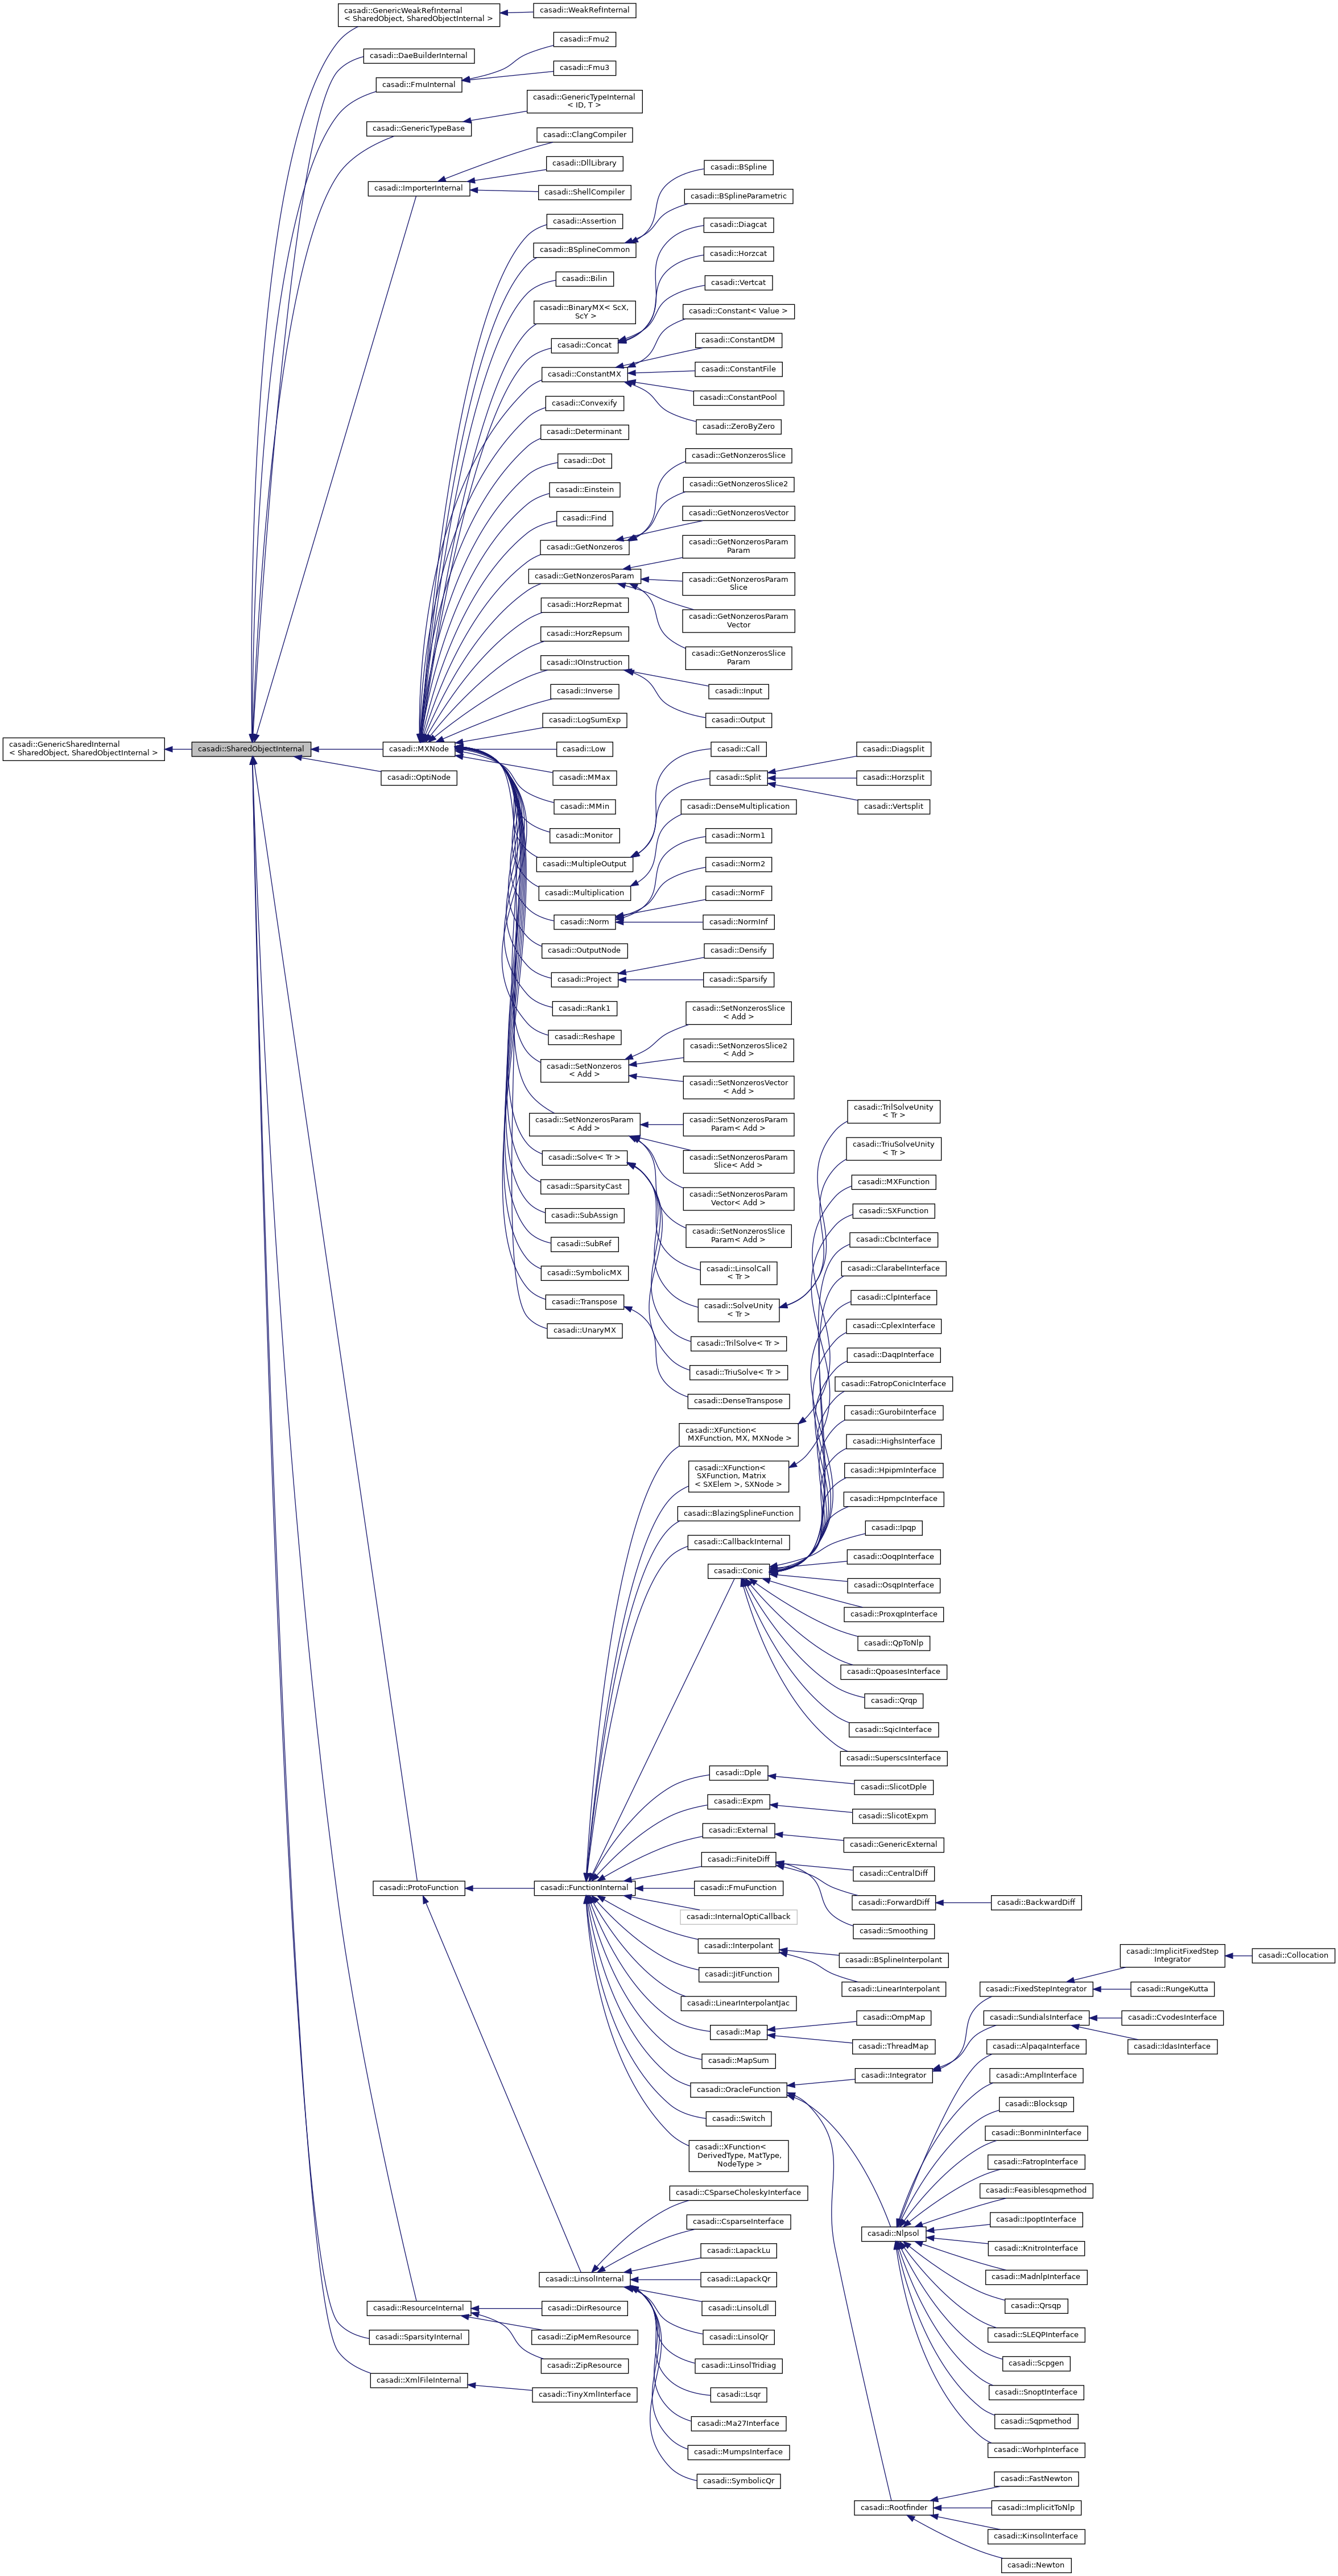 casadi::GenericWeakRefInternal
< SharedObject, SharedObjectInternal >
casadi::WeakRefInternal
casadi::Fmu2
casadi::DaeBuilderInternal
casadi::Fmu3
casadi::FmuInternal
casadi::GenericTypeInternal
< ID, T >
casadi::GenericTypeBase
casadi::ClangCompiler
casadi::DllLibrary
casadi::BSpline
casadi::ImporterInternal
casadi::ShellCompiler
casadi::BSplineParametric
casadi::Assertion
casadi::Diagcat
casadi::BSplineCommon
casadi::Horzcat
casadi::Bilin
casadi::Vertcat
casadi::BinaryMX< ScX,
ScY >
casadi::Constant< Value >
casadi::Concat
casadi::ConstantDM
casadi::ConstantMX
casadi::ConstantFile
casadi::Convexify
casadi::ConstantPool
casadi::Determinant
casadi::ZeroByZero
casadi::Dot
casadi::GetNonzerosSlice
casadi::Einstein
casadi::GetNonzerosSlice2
casadi::Find
casadi::GetNonzerosVector
casadi::GetNonzeros
casadi::GetNonzerosParam
Param
casadi::GetNonzerosParam
casadi::GetNonzerosParam
Slice
casadi::HorzRepmat
casadi::GetNonzerosParam
Vector
casadi::HorzRepsum
casadi::GetNonzerosSlice
Param
casadi::IOInstruction
casadi::Input
casadi::Inverse
casadi::Output
casadi::LogSumExp
casadi::GenericSharedInternal
< SharedObject, SharedObjectInternal >
casadi::SharedObjectInternal
casadi::MXNode
casadi::Low
casadi::Call
casadi::Diagsplit
casadi::OptiNode
casadi::MMax
casadi::Split
casadi::Horzsplit
casadi::MMin
casadi::DenseMultiplication
casadi::Vertsplit
casadi::Monitor
casadi::Norm1
casadi::MultipleOutput
casadi::Norm2
casadi::Multiplication
casadi::NormF
casadi::Norm
casadi::NormInf
casadi::OutputNode
casadi::Densify
casadi::Project
casadi::Sparsify
casadi::Rank1
casadi::SetNonzerosSlice
< Add >
casadi::Reshape
casadi::SetNonzerosSlice2
< Add >
casadi::SetNonzeros
< Add >
casadi::SetNonzerosVector
< Add >
casadi::SetNonzerosParam
< Add >
casadi::SetNonzerosParam
Param< Add >
casadi::TrilSolveUnity
< Tr >
casadi::Solve< Tr >
casadi::SetNonzerosParam
Slice< Add >
casadi::TriuSolveUnity
< Tr >
casadi::SparsityCast
casadi::SetNonzerosParam
Vector< Add >
casadi::MXFunction
casadi::SubAssign
casadi::SetNonzerosSlice
Param< Add >
casadi::SXFunction
casadi::SubRef
casadi::CbcInterface
casadi::SymbolicMX
casadi::LinsolCall
< Tr >
casadi::ClarabelInterface
casadi::Transpose
casadi::SolveUnity
< Tr >
casadi::ClpInterface
casadi::UnaryMX
casadi::TrilSolve< Tr >
casadi::CplexInterface
casadi::TriuSolve< Tr >
casadi::DaqpInterface
casadi::DenseTranspose
casadi::FatropConicInterface
casadi::XFunction<
MXFunction, MX, MXNode >
casadi::GurobiInterface
casadi::XFunction<
SXFunction, Matrix
< SXElem >, SXNode >
casadi::HighsInterface
casadi::HpipmInterface
casadi::BlazingSplineFunction
casadi::HpmpcInterface
casadi::CallbackInternal
casadi::Ipqp
casadi::OoqpInterface
casadi::Conic
casadi::OsqpInterface
casadi::ProxqpInterface
casadi::QpToNlp
casadi::QpoasesInterface
casadi::Qrqp
casadi::SqicInterface
casadi::SuperscsInterface
casadi::Dple
casadi::SlicotDple
casadi::Expm
casadi::SlicotExpm
casadi::External
casadi::GenericExternal
casadi::FiniteDiff
casadi::CentralDiff
casadi::ProtoFunction
casadi::FunctionInternal
casadi::FmuFunction
casadi::ForwardDiff
casadi::BackwardDiff
casadi::InternalOptiCallback
casadi::Smoothing
casadi::Interpolant
casadi::BSplineInterpolant
casadi::ImplicitFixedStep
Integrator
casadi::Collocation
casadi::JitFunction
casadi::LinearInterpolant
casadi::FixedStepIntegrator
casadi::RungeKutta
casadi::LinearInterpolantJac
casadi::OmpMap
casadi::SundialsInterface
casadi::CvodesInterface
casadi::Map
casadi::ThreadMap
casadi::AlpaqaInterface
casadi::IdasInterface
casadi::MapSum
casadi::Integrator
casadi::AmplInterface
casadi::OracleFunction
casadi::Blocksqp
casadi::Switch
casadi::BonminInterface
casadi::XFunction<
DerivedType, MatType,
NodeType >
casadi::FatropInterface
casadi::CSparseCholeskyInterface
casadi::Feasiblesqpmethod
casadi::CsparseInterface
casadi::IpoptInterface
casadi::Nlpsol
casadi::LapackLu
casadi::KnitroInterface
casadi::LinsolInternal
casadi::LapackQr
casadi::MadnlpInterface
casadi::ResourceInternal
casadi::DirResource
casadi::LinsolLdl
casadi::Qrsqp
casadi::SparsityInternal
casadi::ZipMemResource
casadi::LinsolQr
casadi::SLEQPInterface
casadi::ZipResource
casadi::LinsolTridiag
casadi::Scpgen
casadi::XmlFileInternal
casadi::TinyXmlInterface
casadi::Lsqr
casadi::SnoptInterface
casadi::Ma27Interface
casadi::Sqpmethod
casadi::MumpsInterface
casadi::WorhpInterface
casadi::SymbolicQr
casadi::FastNewton
casadi::Rootfinder
casadi::ImplicitToNlp
casadi::KinsolInterface
casadi::Newton